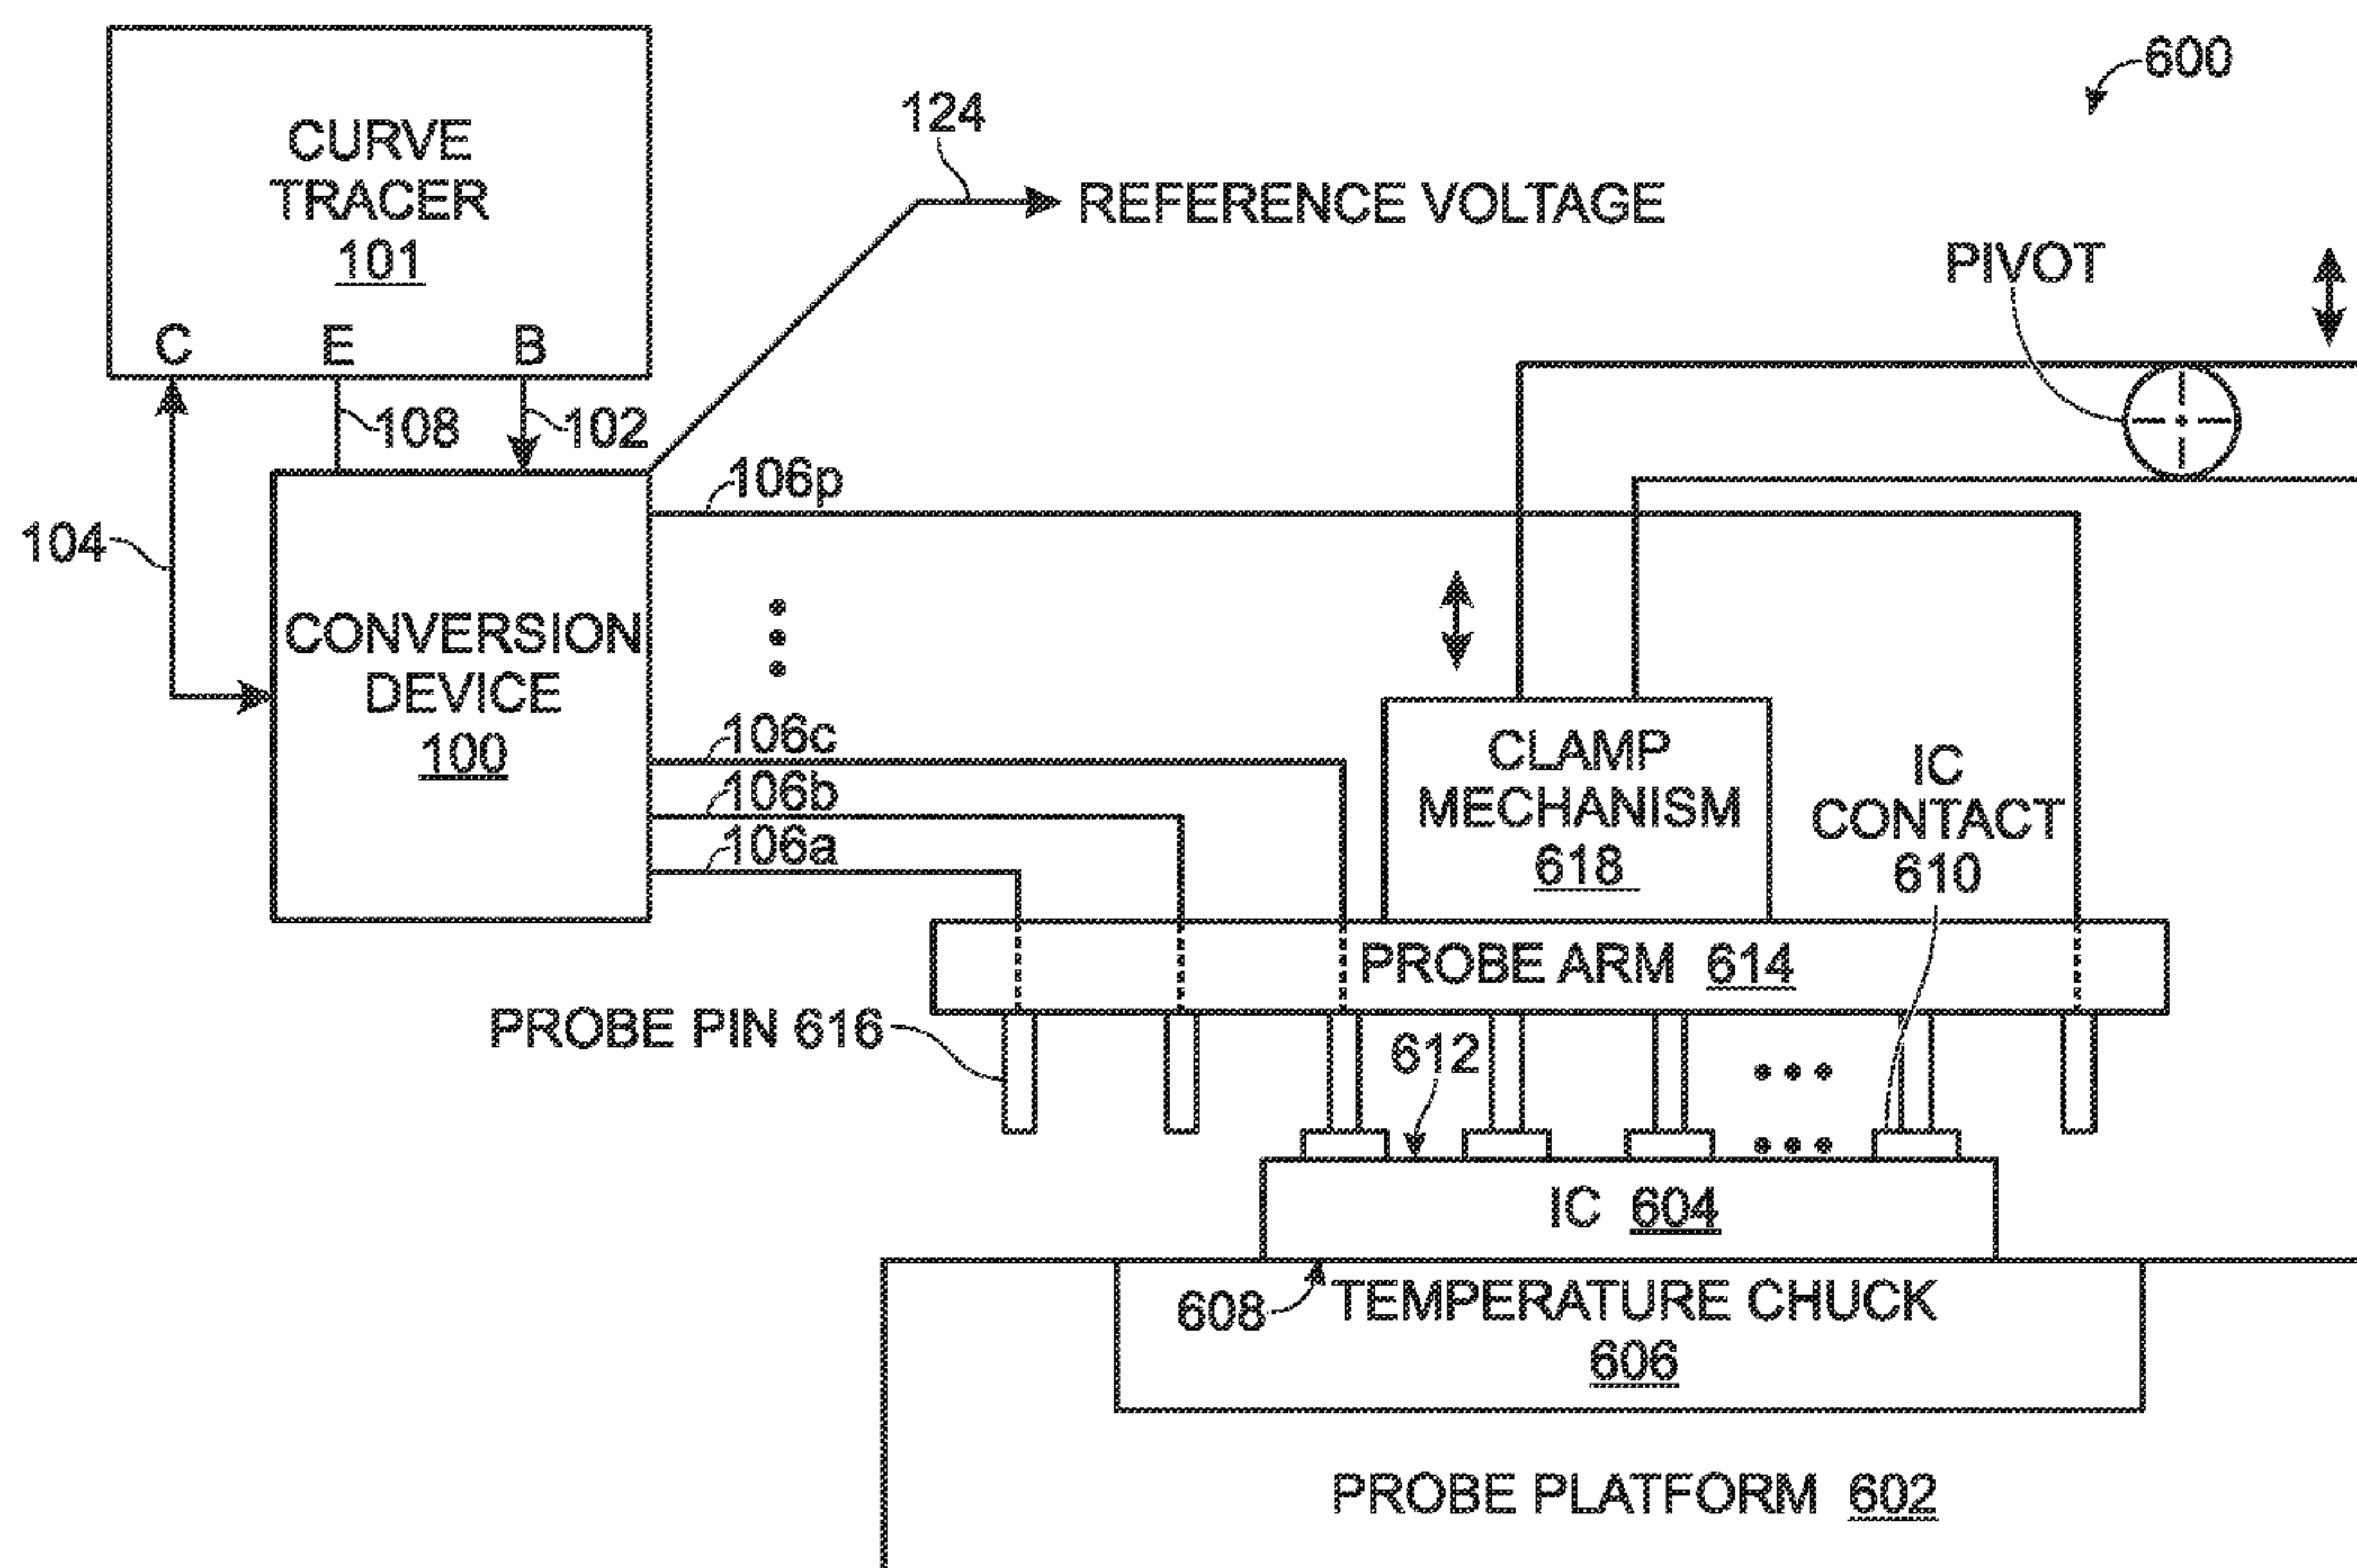 600
124
CURVE
TRACER
101
REFERENCE VOLTAGE
PIVOT
C E B
108
102
106p
104
CONVERSION
DEVICE
100
106c
106b
106a
CLAMP
MECHANISM
618
IC
CONTACT
610
PROBE ARM 614
PROBE PIN 616
612
IC 604
608
TEMPERATURE CHUCK
606
PROBE PLATFORM 602